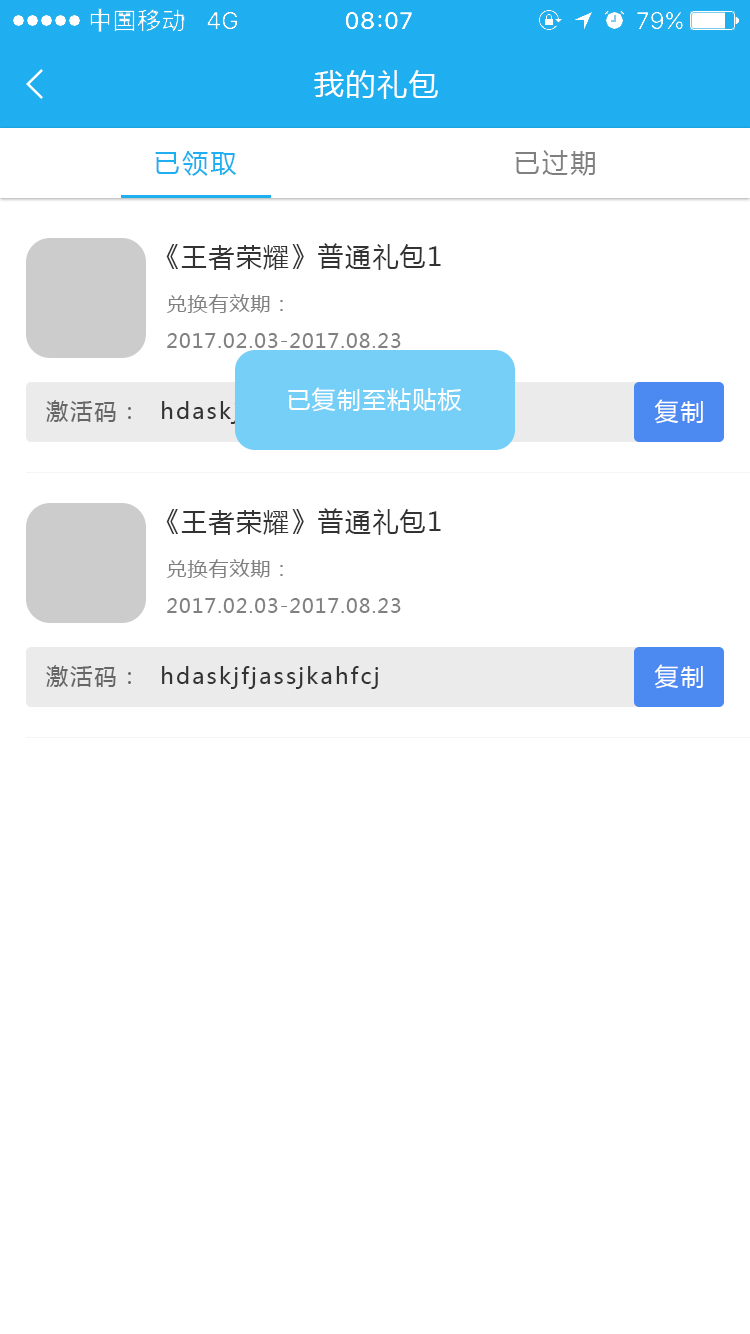 中国移动 4G 08:07 79%
我的礼包
已领取 已过期
《王者荣耀》普通礼包1
兑换有效期：
2017.02.03-2017.08.23
已复制至粘贴板
激活码： hdaskj 复制
《王者荣耀》普通礼包1
兑换有效期：
2017.02.03-2017.08.23
激活码： hdaskjfjassjkahfcj 复制